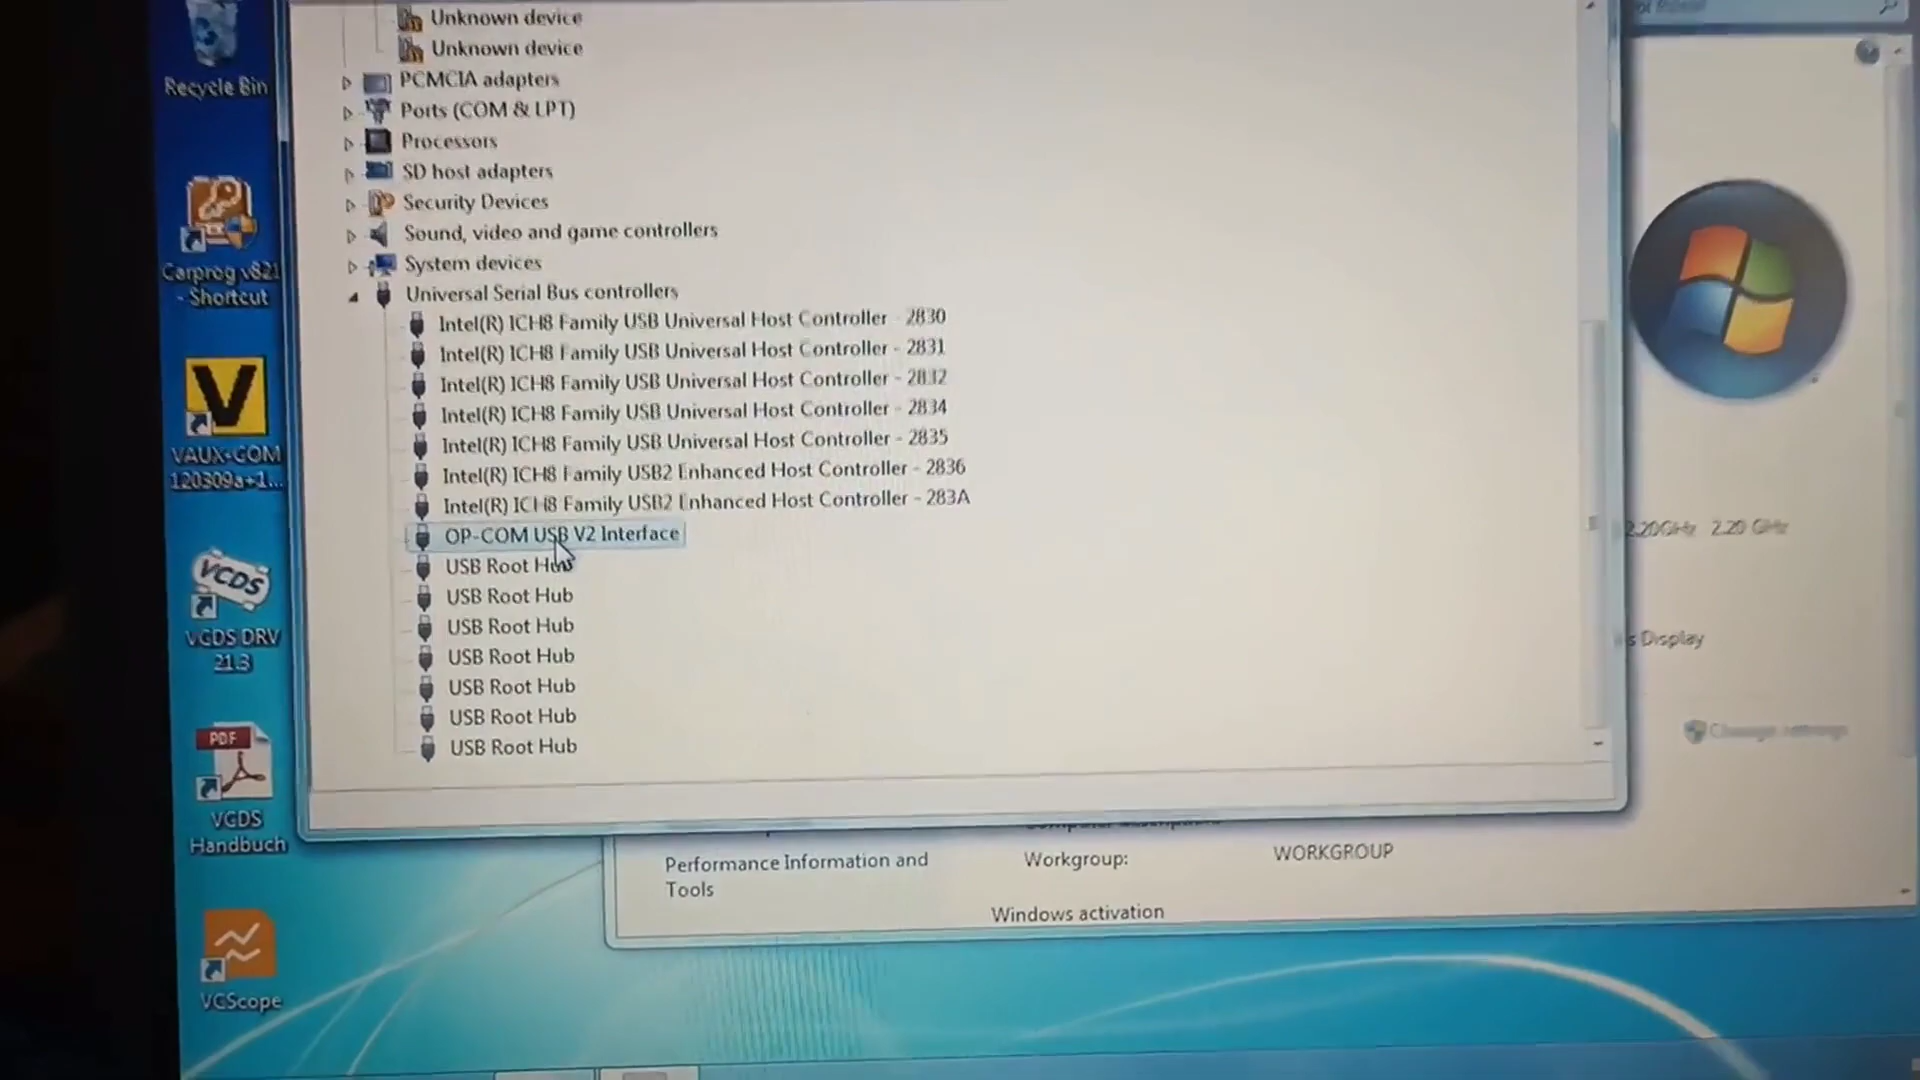 Unknown device
Unknown device
PCMCIA adapters
Ports (COM & LPT)
Processors
SD host adapters
Security Devices
Sound, video and game controllers
System devices
Universal Serial Bus controllers
Intel(R) ICH8 Family USB Universal Host Controller - 2830
Intel(R) ICH8 Family USB Universal Host Controller - 2831
Intel(R) ICH8 Family USB Universal Host Controller - 2832
Intel(R) ICH8 Family USB Universal Host Controller - 2834
Intel(R) ICH8 Family USB Universal Host Controller - 2835
Intel(R) ICH8 Family USB2 Enhanced Host Controller - 2836
Intel(R) ICH8 Family USB2 Enhanced Host Controller - 283A
OP-COM USB V2 Interface
USB Root Hub
USB Root Hub
USB Root Hub
USB Root Hub
USB Root Hub
USB Root Hub
USB Root Hub
Recycle Bin
Carprog v821
- Shortcut
V
VAUX-COM
120309a+1...
VCDS
VCDS DRV
21.3
PDF
VCDS
Handbuch
VCScope
2.20GHz 2.20 GHz
s Display
Change settings
Performance Information and
Tools
Workgroup:
WORKGROUP
Windows activation